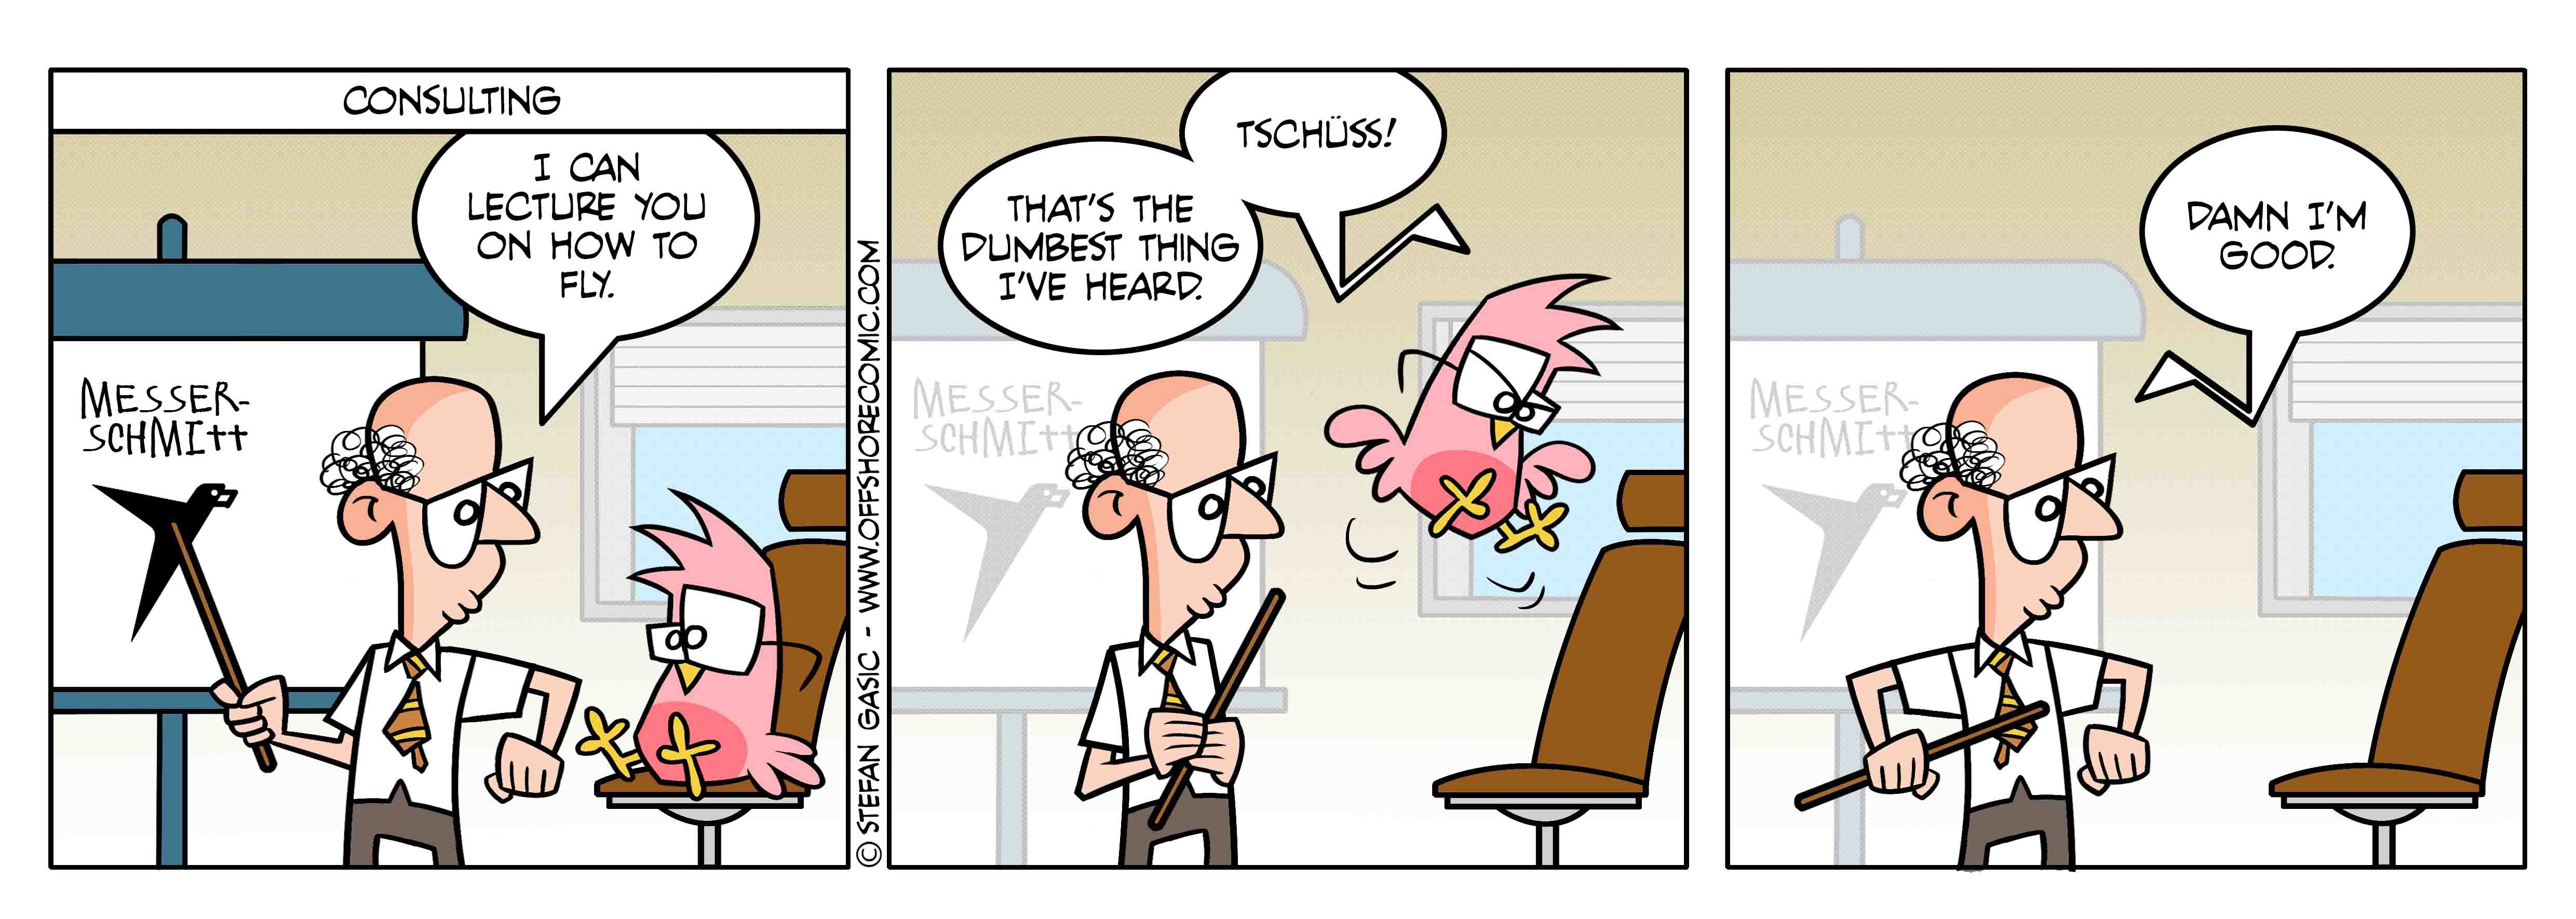 CONSULTING
I CAN
LECTURE YOU
ON HOW TO
FLY.
MESSER-
SCHMItt
© STEFAN GASIC - WWW.OFFSHORECOMIC.COM
THAT'S THE
DUMBEST THING
I'VE HEARD.
TSCHÜSS!
MESSER-
SCHMItt
DAMN I'M
GOOD.
MESSER-
SCHMItt